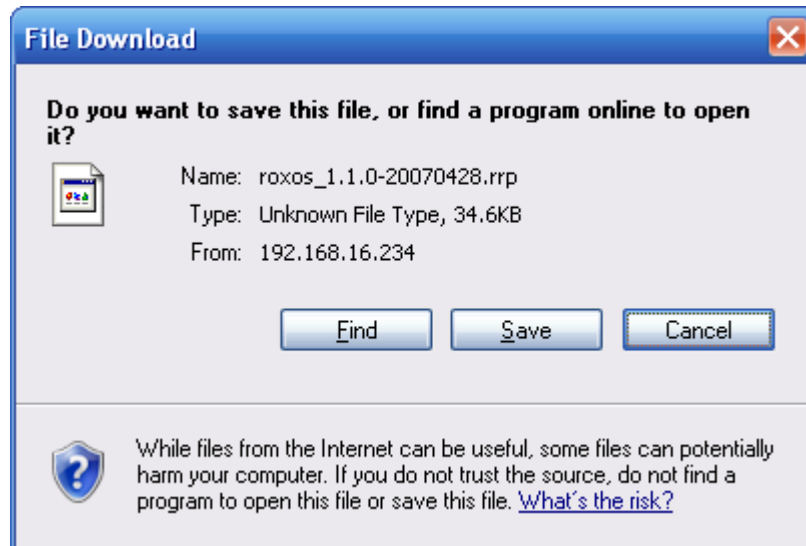 File Download
Do you want to save this file, or find a program online to open
it?
Name: roxos_1.1.0-20070428.rrp
Type: Unknown File Type, 34.6KB
From: 192.168.16.234
Find Save Cancel
While files from the Internet can be useful, some files can potentially
harm your computer. If you do not trust the source, do not find a
program to open this file or save this file. What's the risk?